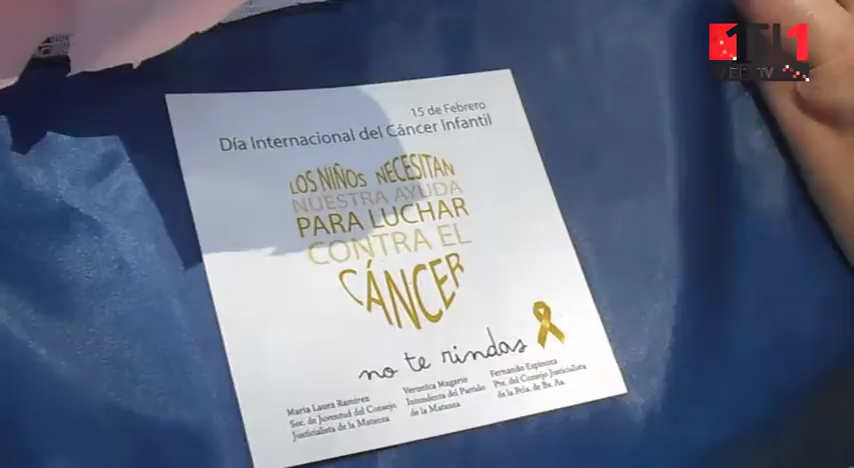 15 de Febrero
Día Internacional del Cáncer Infantil
LOS NIÑOS NECESITAN
NUESTRA AYUDA
PARA LUCHAR
CONTRA EL
CÁNCER
no te rindas
María Laura Ramírez
Sec. de Juventud del Consejo
Justicialista de la Matanza
Verónica Magario
Intendenta del Partido
de la Matanza
Fernando Espinoza
Pte. del Consejo Justicialista
de la Pcia. de Bs. As.
WEB TV